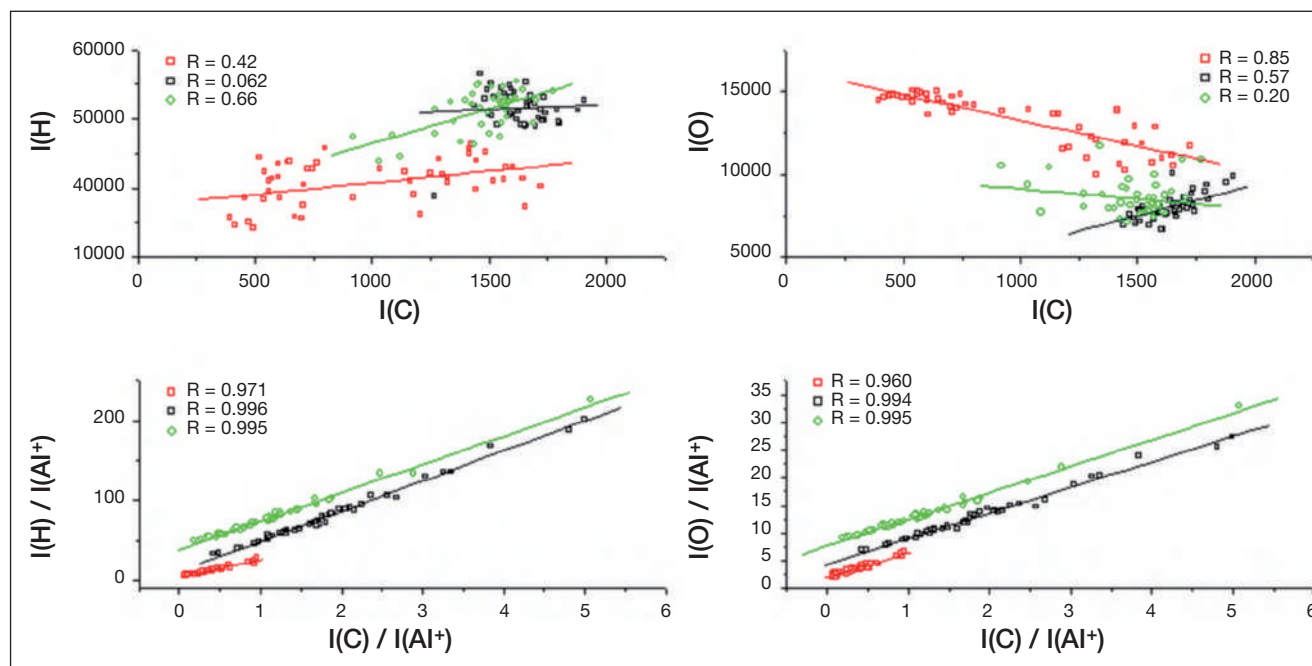 60000
50000
40000
10000
I(H)
R = 0.42
R = 0.062
R = 0.66
0
500
1000
1500
2000
I(C)
15000
10000
5000
I(O)
R = 0.85
R = 0.57
R = 0.20
0
500
1000
1500
2000
I(C)
200
100
0
I(H) / I(Al⁺)
R = 0.971
R = 0.996
R = 0.995
0
1
2
3
4
5
6
I(C) / I(Al⁺)
35
30
25
20
15
10
5
0
I(O) / I(Al⁺)
R = 0.960
R = 0.994
R = 0.995
0
1
2
3
4
5
6
I(C) / I(Al⁺)